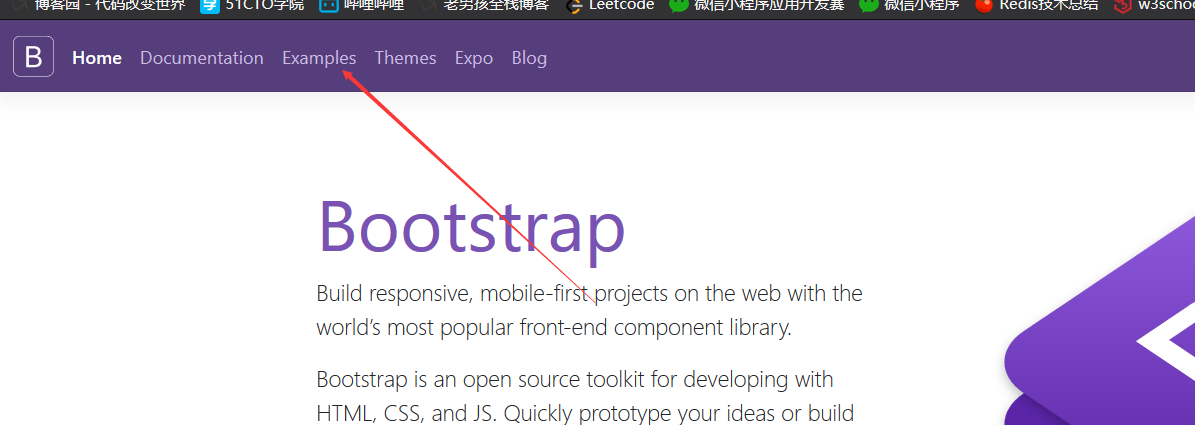 博客园 - 代码改变世界 51CTO学院 哔哩哔哩 老男孩全栈博客 Leetcode 微信小程序应用开发赛 微信小程序 Redis技术总结
B Home Documentation Examples Themes Expo Blog
Bootstrap
Build responsive, mobile-first projects on the web with the
world’s most popular front-end component library.
Bootstrap is an open source toolkit for developing with
HTML, CSS, and JS. Quickly prototype your ideas or build